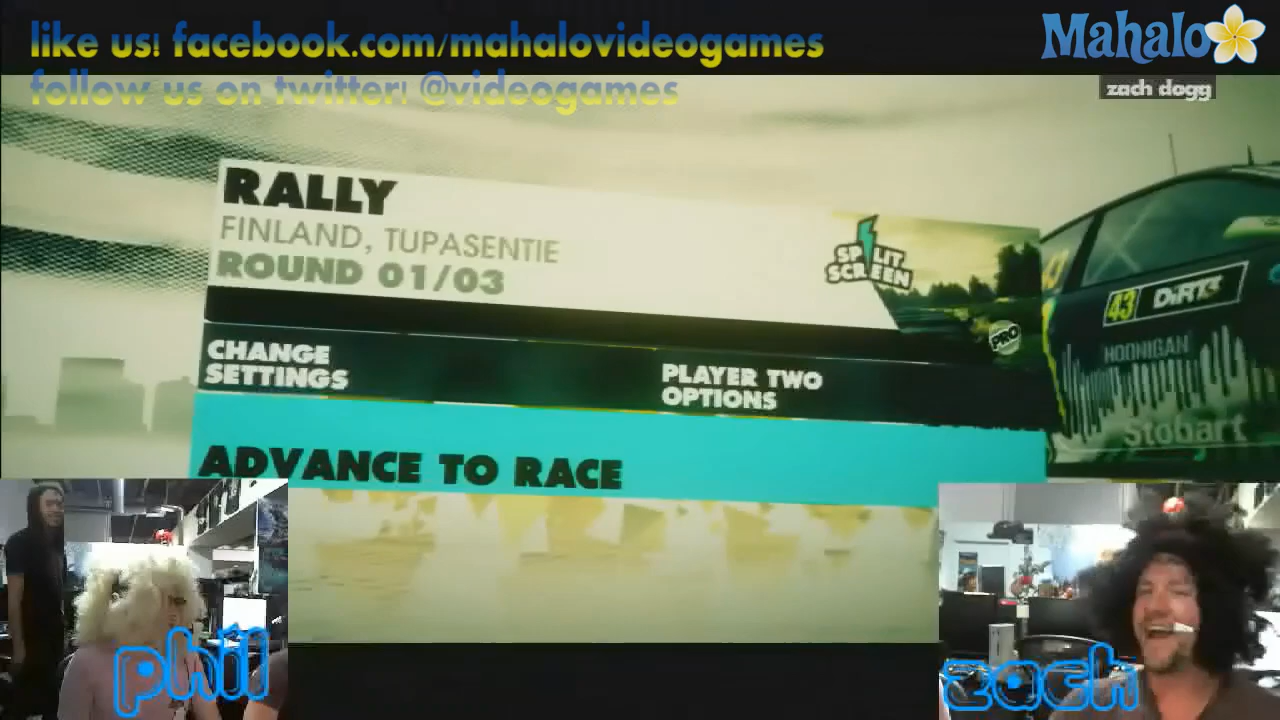 like us! facebook.com/mahalovideogames
Mahalo
follow us on twitter! @videogames
zach dogg
RALLY
FINLAND, TUPASENTIE
ROUND 01/03
SPLIT
SCREEN
PRO
43 DiRT3
HOONIGAN
Stobart
CHANGE
SETTINGS
PLAYER TWO
OPTIONS
ADVANCE TO RACE
phil
zach